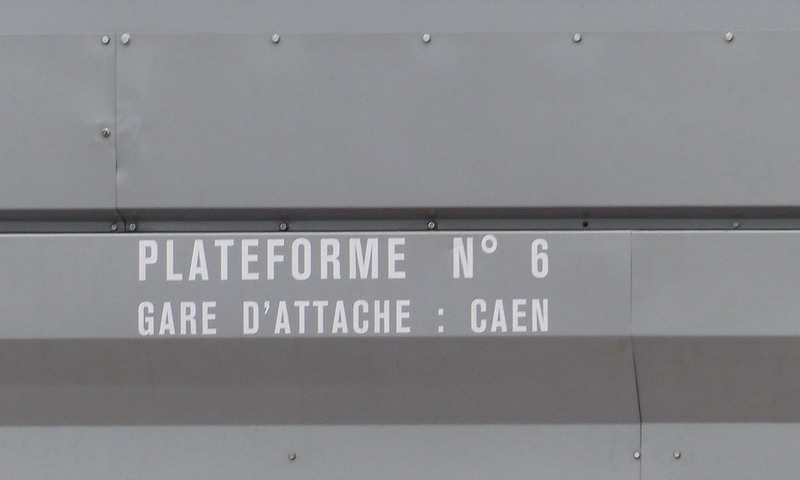 PLATEFORME N° 6
GARE D'ATTACHE : CAEN